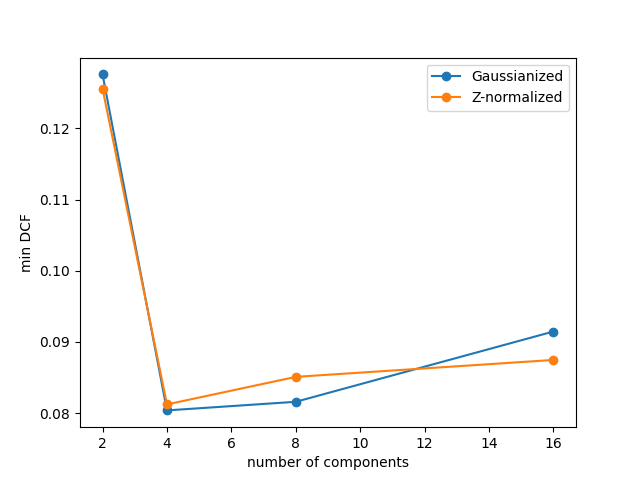 Gaussianized
Z-normalized
min DCF
0.12
0.11
0.10
0.09
0.08
2 4 6 8 10 12 14 16
number of components